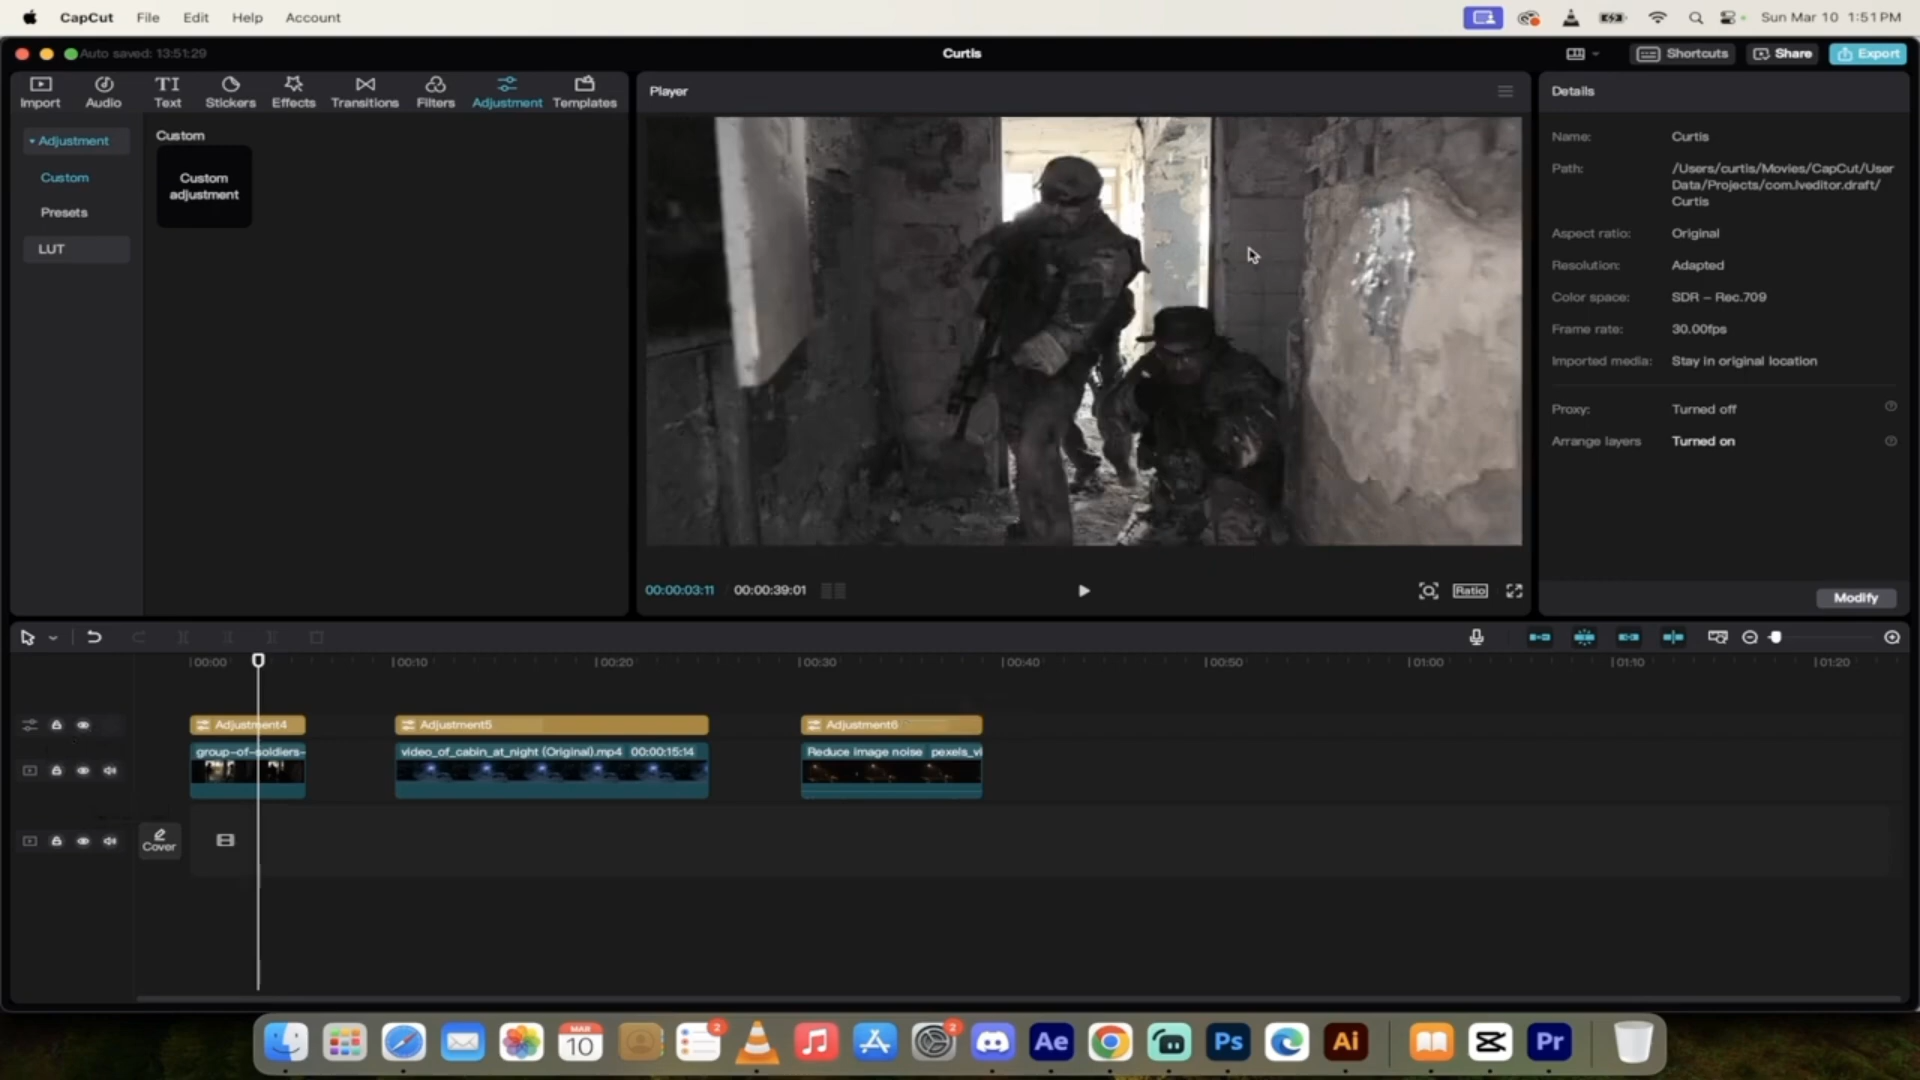 CapCut File Edit Help Account Sun Mar 10 1:51PM
Auto saved: 13:51:29 Curtis Shortcuts Share Export
Import Audio TI Text Stickers Effects Transitions Filters Adjustment Templates
Adjustment
Custom
Presets
LUT
Custom
Custom
adjustment
Player
00:00:03:11 00:00:39:01 Ratio
Details
Name: Curtis
Path: /Users/curtis/Movies/CapCut/User
Data/Projects/com.lveditor.draft/
Curtis
Aspect ratio: Original
Resolution: Adapted
Color space: SDR – Rec.709
Frame rate: 30.00fps
Imported media: Stay in original location
Proxy: Turned off
Arrange layers Turned on
Modify
00:00 00:10 00:20 00:30 00:40 00:50 01:00 01:10 01:20
Adjustment4 Adjustment5 Adjustment6
group-of-soldiers- video_of_cabin_at_night (Original).mp4 00:00:15:14 Reduce image noise pexels_vi
Cover
MAR
10
2 2
Ae Ps Ai Pr